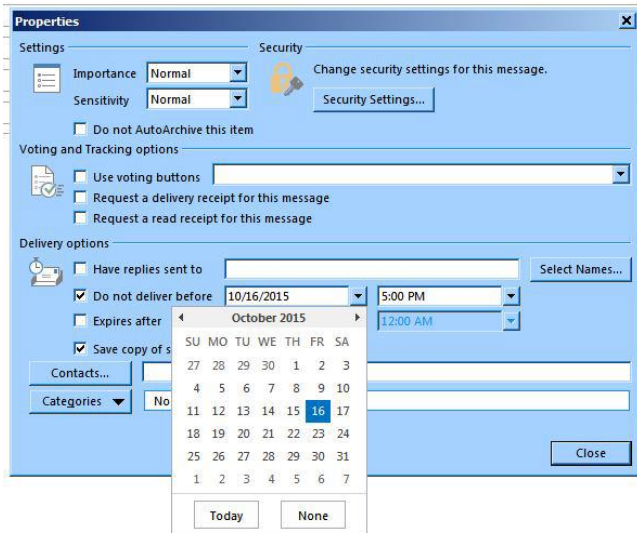 Properties
Settings Security
Importance Normal Change security settings for this message.
Sensitivity Normal Security Settings...
Do not AutoArchive this item
Voting and Tracking options
Use voting buttons
Request a delivery receipt for this message
Request a read receipt for this message
Delivery options
Have replies sent to Select Names...
Do not deliver before 10/16/2015 5:00 PM
Expires after 12:00 AM
Save copy of s
Contacts...
Categories No
October 2015
SU MO TU WE TH FR SA
27 28 29 30 1 2 3
4 5 6 7 8 9 10
11 12 13 14 15 16 17
18 19 20 21 22 23 24
25 26 27 28 29 30 31
1 2 3 4 5 6 7
Today None
Close